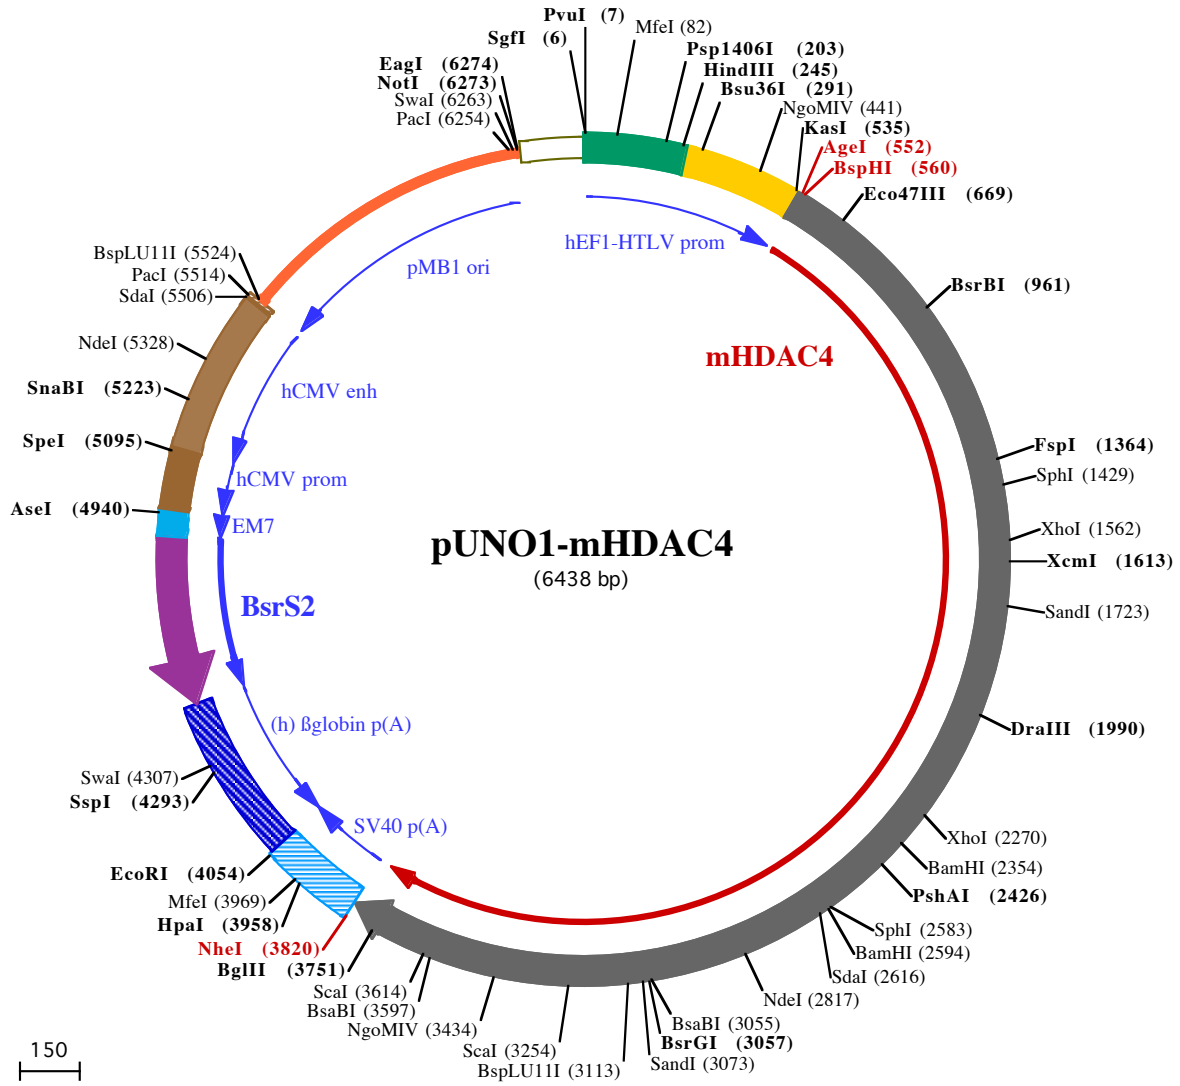 PvuI (7)
MfeI (82)
SgfI (6)
Psp1406I (203)
EagI (6274)
HindIII (245)
NotI (6273)
Bsu36I (291)
SwaI (6263)
NgoMIV (441)
PacI (6254)
KasI (535)
AgeI (552)
BspHI (560)
Eco47III (669)
hEF1-HTLV prom
BspLU11I (5524)
pMB1 ori
PacI (5514)
BsrBI (961)
SdaI (5506)
NdeI (5328)
mHDAC4
SnaBI (5223)
hCMV enh
SpeI (5095)
FspI (1364)
SphI (1429)
hCMV prom
AseI (4940)
EM7
XhoI (1562)
pUNO1-mHDAC4
XcmI (1613)
(6438 bp)
BsrS2
SandI (1723)
(h) ßglobin p(A)
DraIII (1990)
SwaI (4307)
SspI (4293)
SV40 p(A)
XhoI (2270)
BamHI (2354)
EcoRI (4054)
PshAI (2426)
MfeI (3969)
HpaI (3958)
SphI (2583)
NheI (3820)
BamHI (2594)
BglII (3751)
SdaI (2616)
ScaI (3614)
NdeI (2817)
BsaBI (3597)
BsaBI (3055)
NgoMIV (3434)
BsrGI (3057)
ScaI (3254)
SandI (3073)
BspLU11I (3113)
150